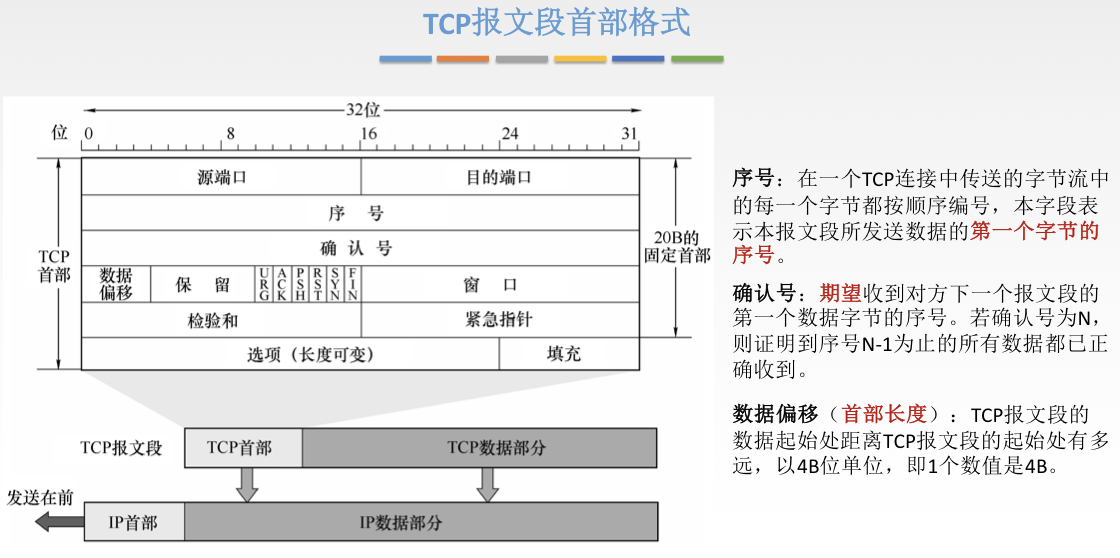 TCP报文段首部格式
32位
位 0 8 16 24 31
源端口 目的端口
序 号
确 认 号
TCP
首部
20B的
固定首部
数据
偏移
保 留
URG ACK PSH RST SYN FIN
窗 口
检验和 紧急指针
选项（长度可变） 填充
TCP报文段 TCP首部 TCP数据部分
发送在前
IP首部 IP数据部分
序号：在一个TCP连接中传送的字节流中
的每一个字节都按顺序编号，本字段表
示本报文段所发送数据的第一个字节的
序号。
确认号：期望收到对方下一个报文段的
第一个数据字节的序号。若确认号为N，
则证明到序号N-1为止的所有数据都已正
确收到。
数据偏移（首部长度）：TCP报文段的
数据起始处距离TCP报文段的起始处有多
远，以4B位单位，即1个数值是4B。